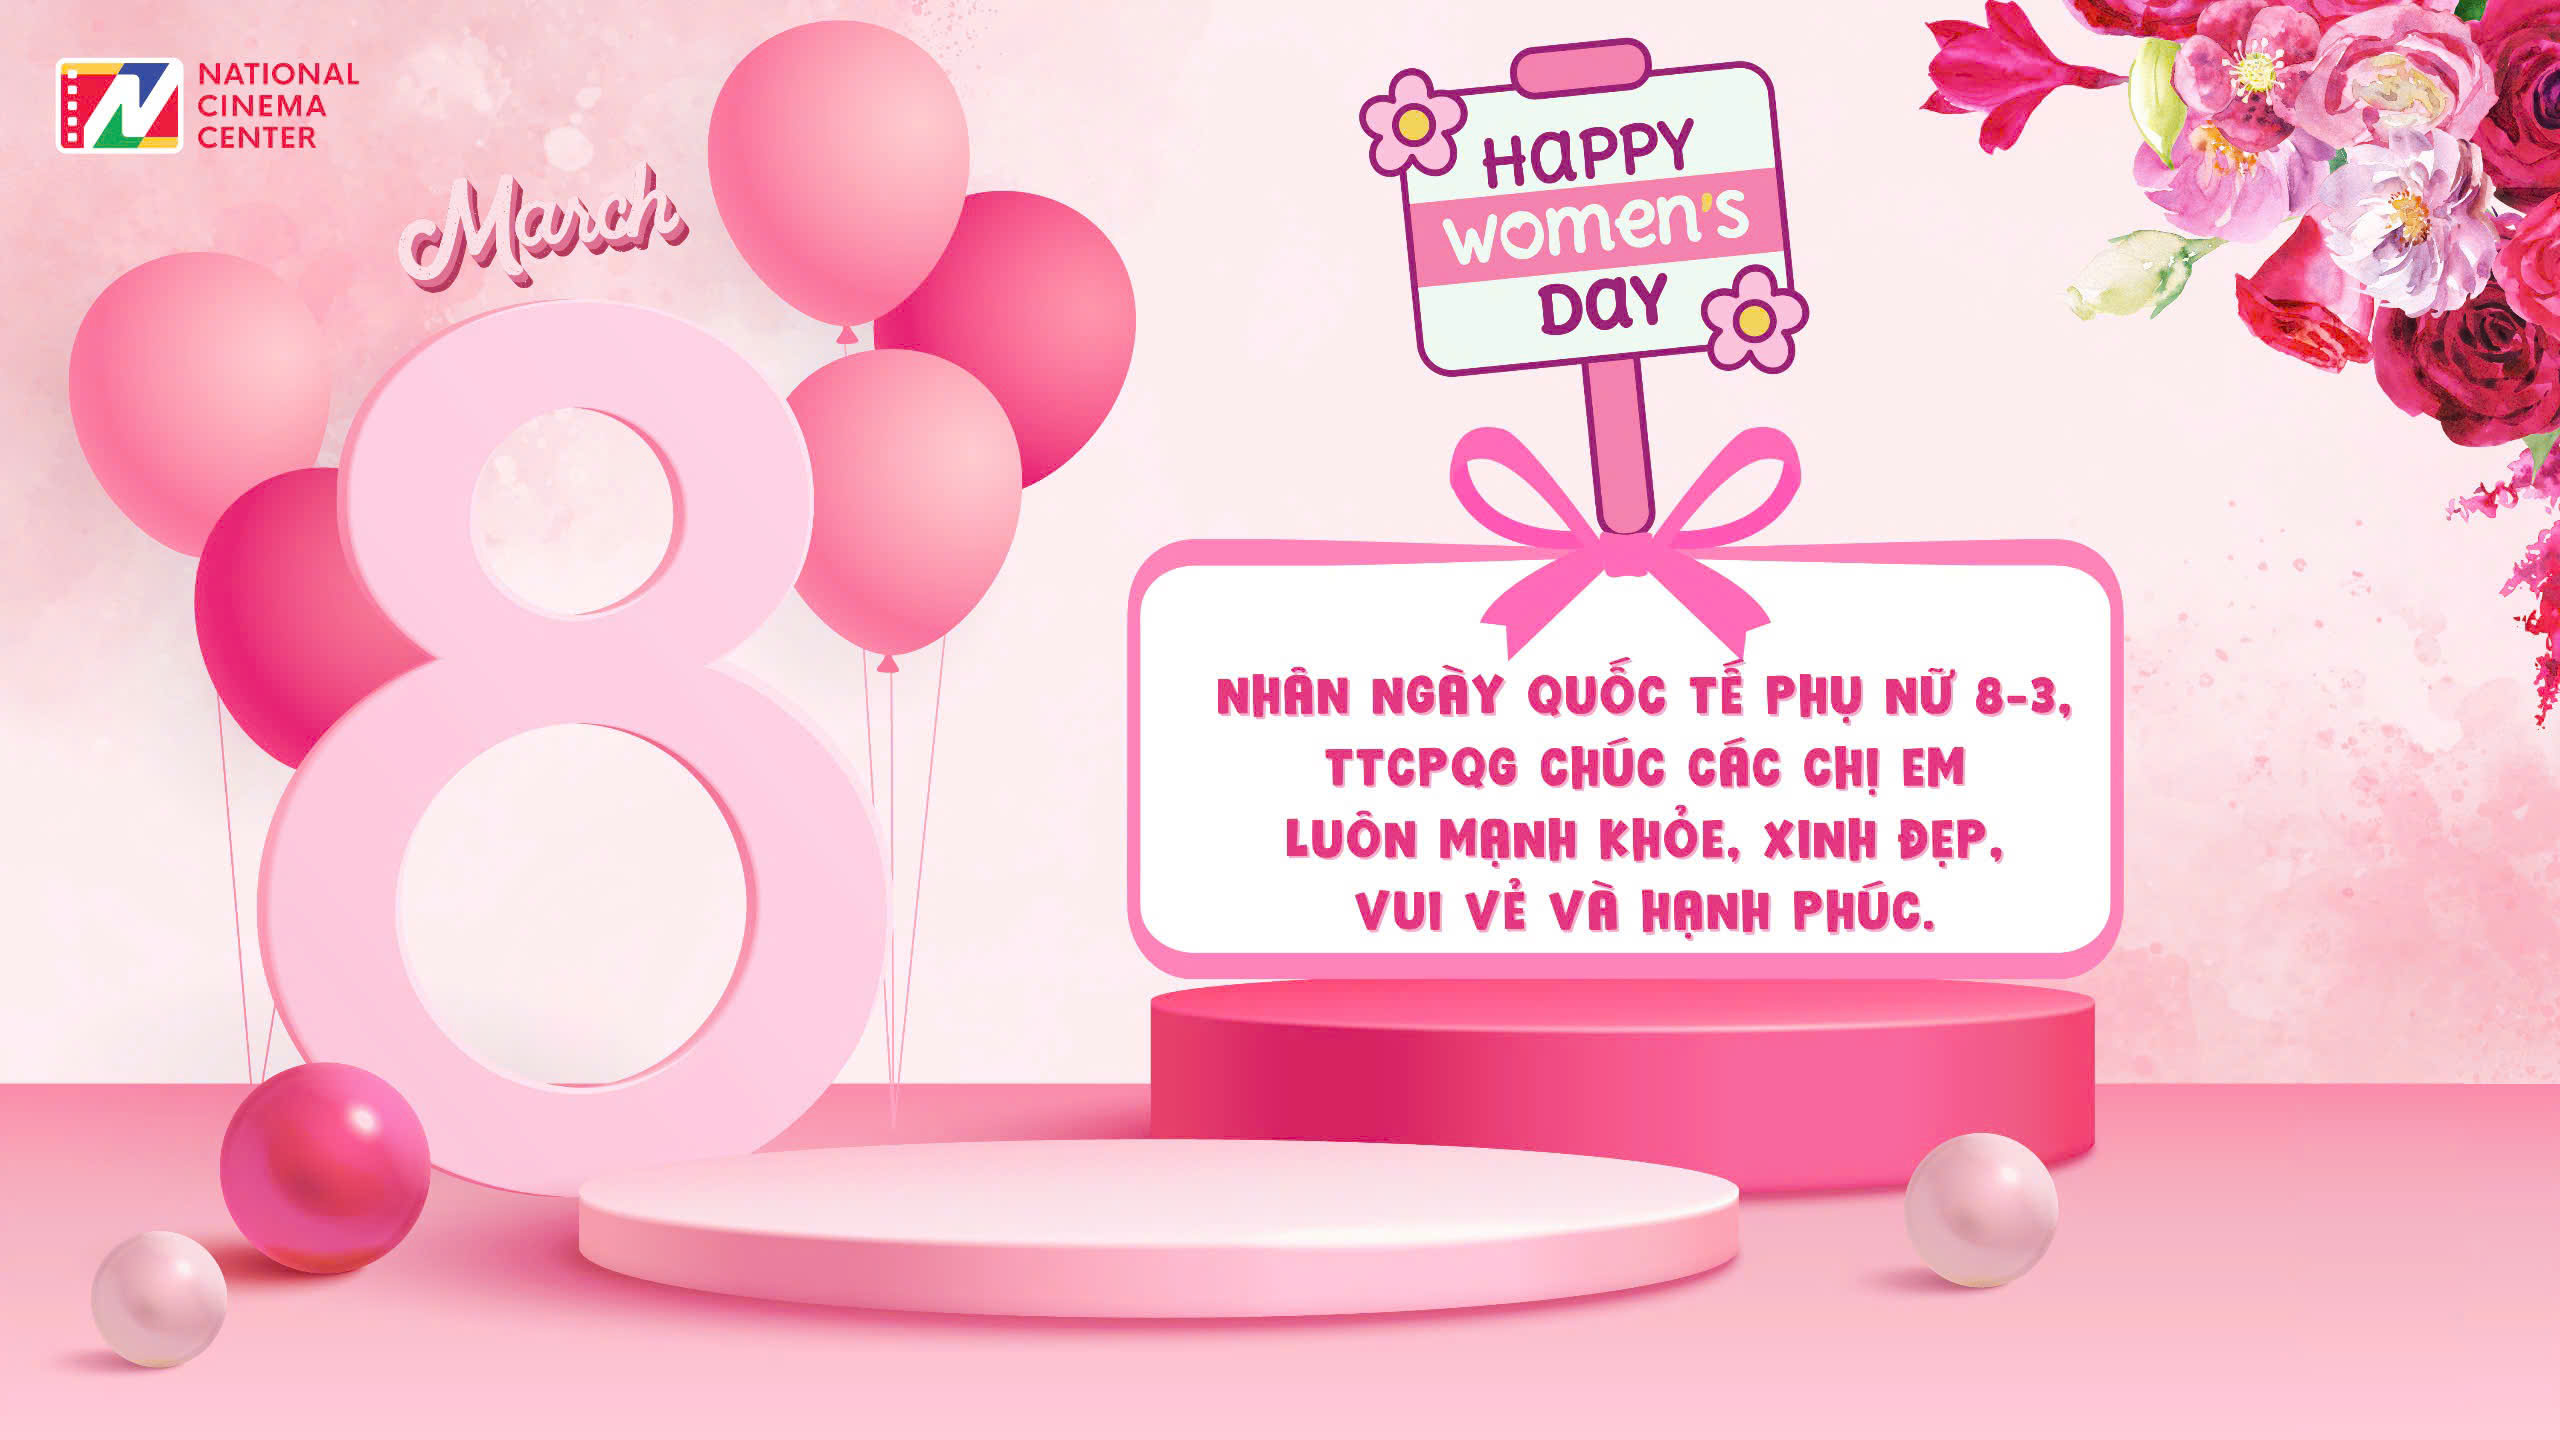 NATIONAL
CINEMA
CENTER
March
8
HAPPY
WOMEN'S
DAY
NHÂN NGÀY QUỐC TẾ PHỤ NỮ 8-3,
TTCPQG CHÚC CÁC CHỊ EM
LUÔN MẠNH KHỎE, XINH ĐẸP,
VUI VẺ VÀ HẠNH PHÚC.